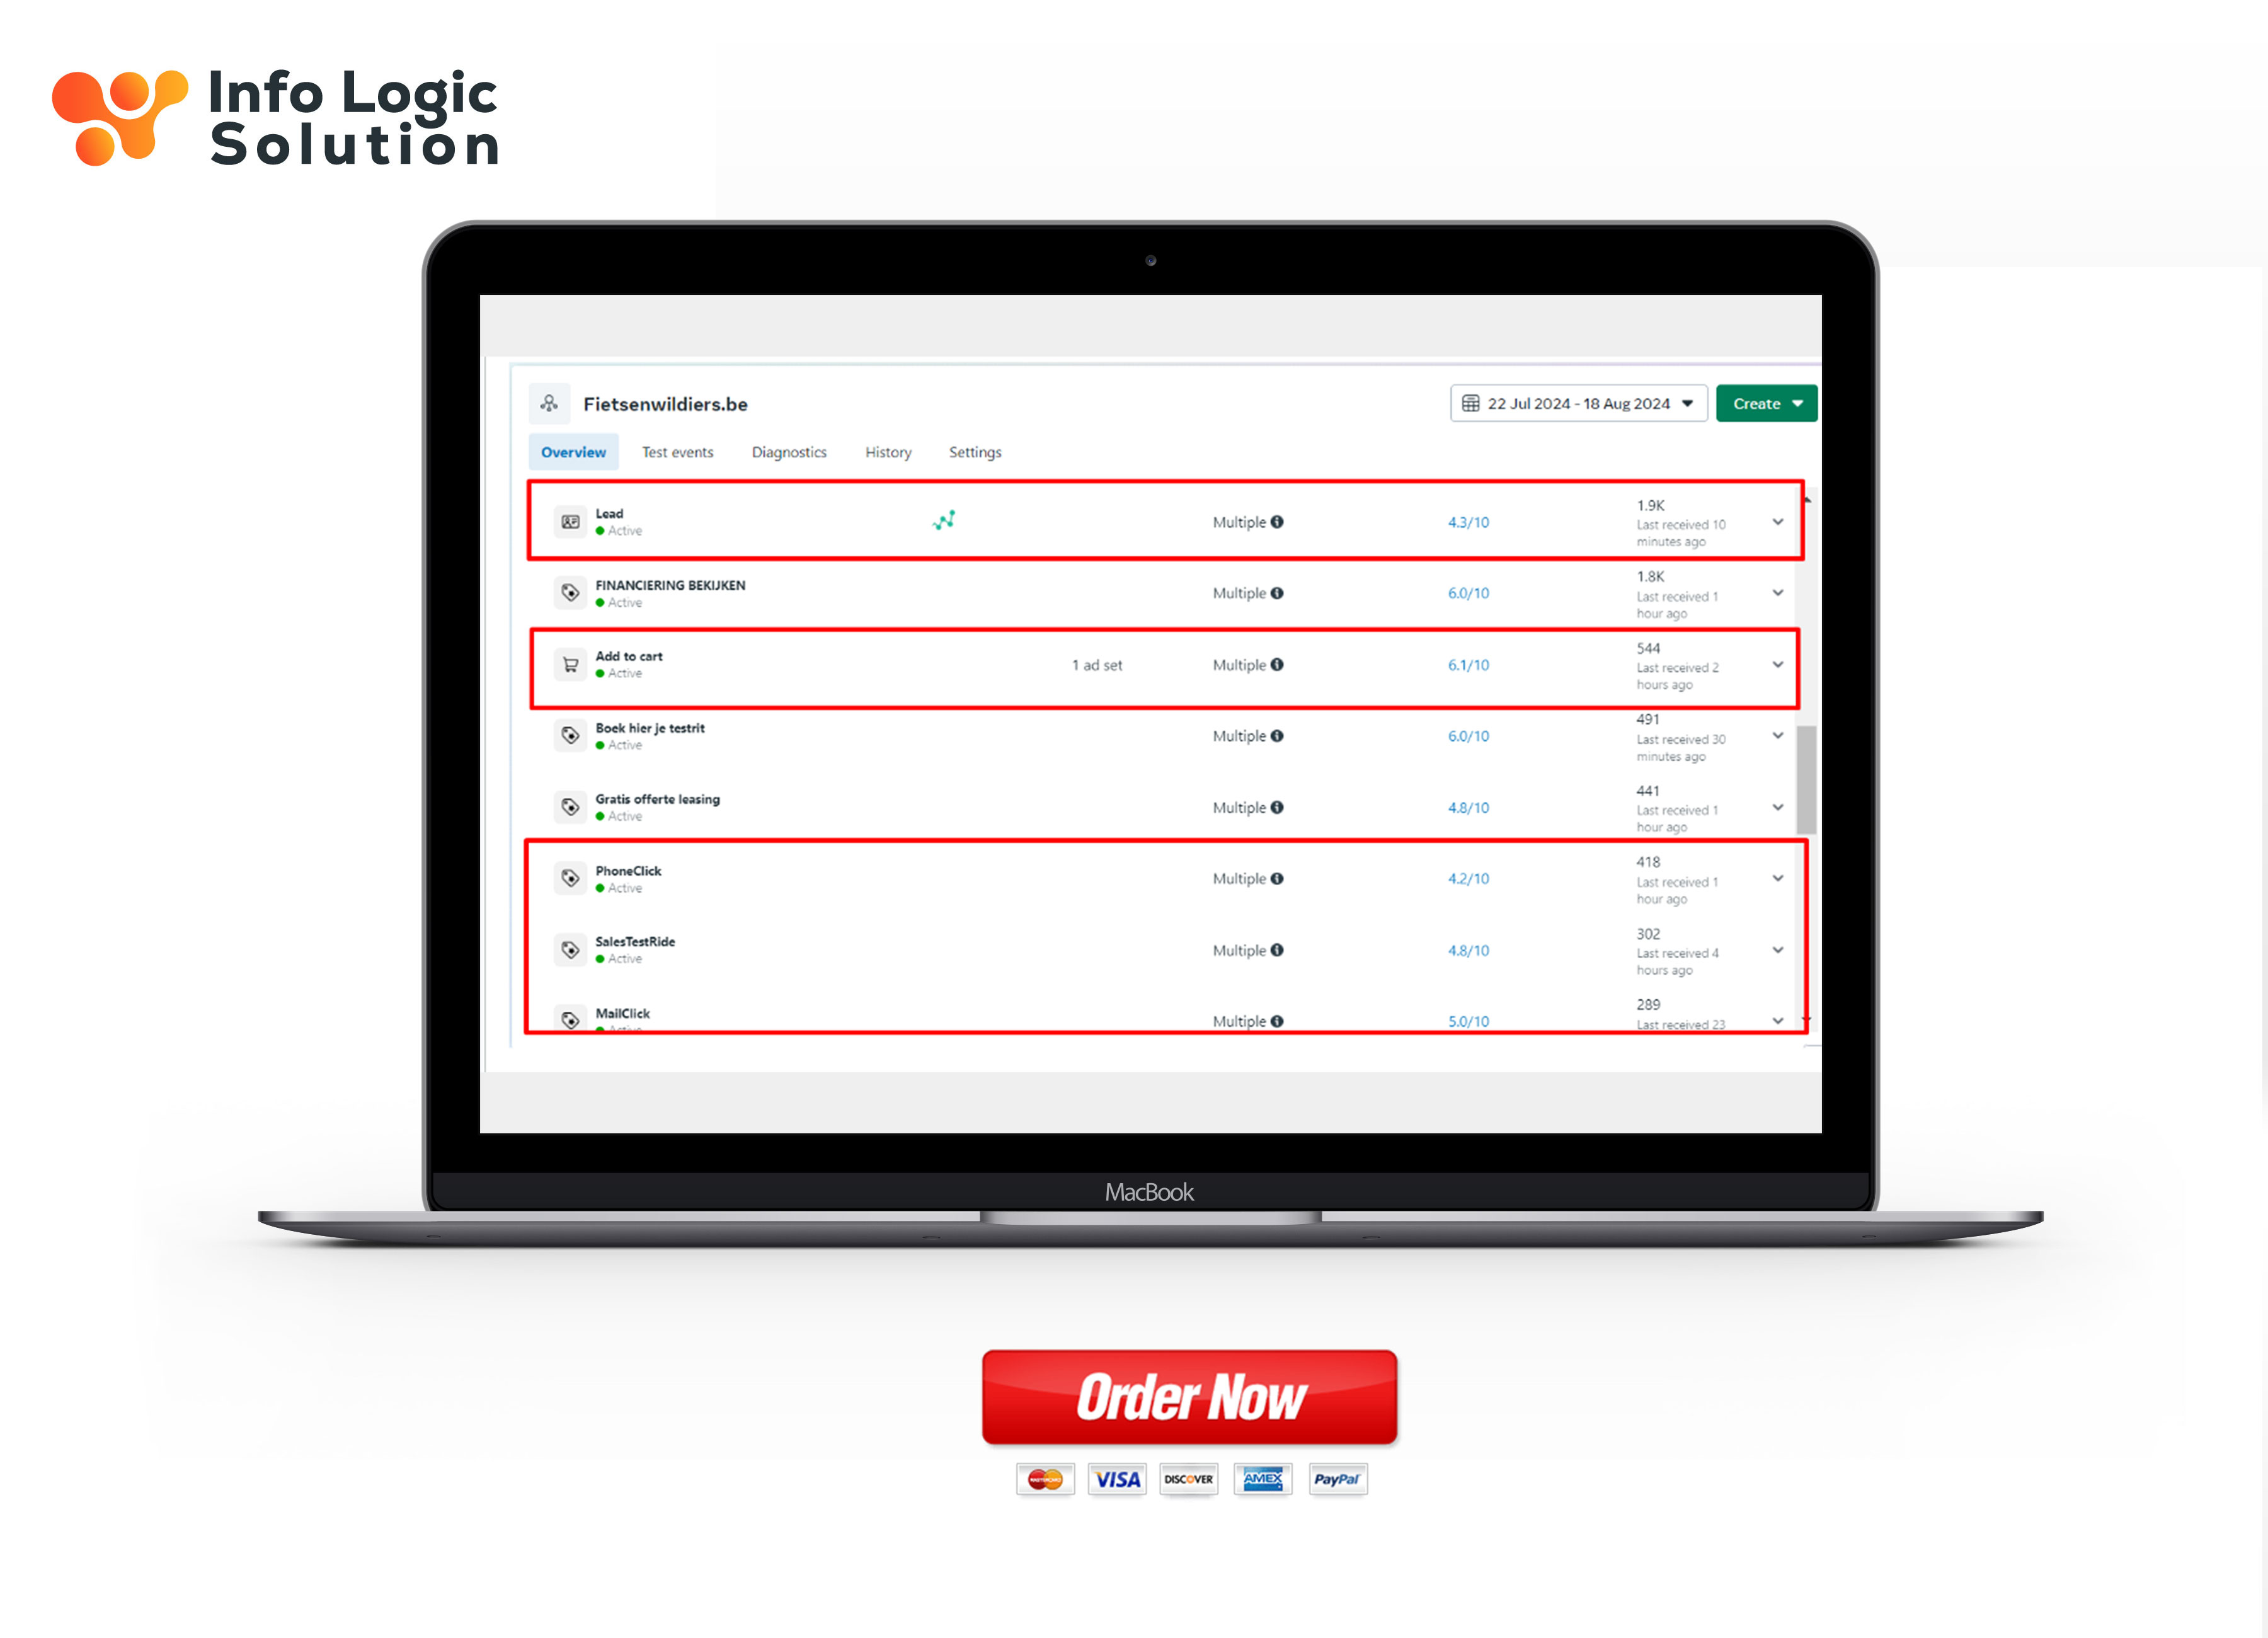 Info Logic
Solution
Fietsenwildiers.be
22 Jul 2024 - 18 Aug 2024
Create
Overview
Test events
Diagnostics
History
Settings
Lead
Active
Multiple
4.3/10
1.9K
Last received 10
minutes ago
FINANCIERING BEKIJKEN
Active
Multiple
6.0/10
1.8K
Last received 1
hour ago
Add to cart
Active
1 ad set
Multiple
6.1/10
544
Last received 2
hours ago
Boek hier je testrit
Active
Multiple
6.0/10
491
Last received 30
minutes ago
Gratis offerte leasing
Active
Multiple
4.8/10
441
Last received 1
hour ago
PhoneClick
Active
Multiple
4.2/10
418
Last received 1
hour ago
SalesTestRide
Active
Multiple
4.8/10
302
Last received 4
hours ago
MailClick
Active
Multiple
5.0/10
289
Last received 23
MacBook
Order Now
MasterCard
VISA
DISCOVER
AMEX
PayPal